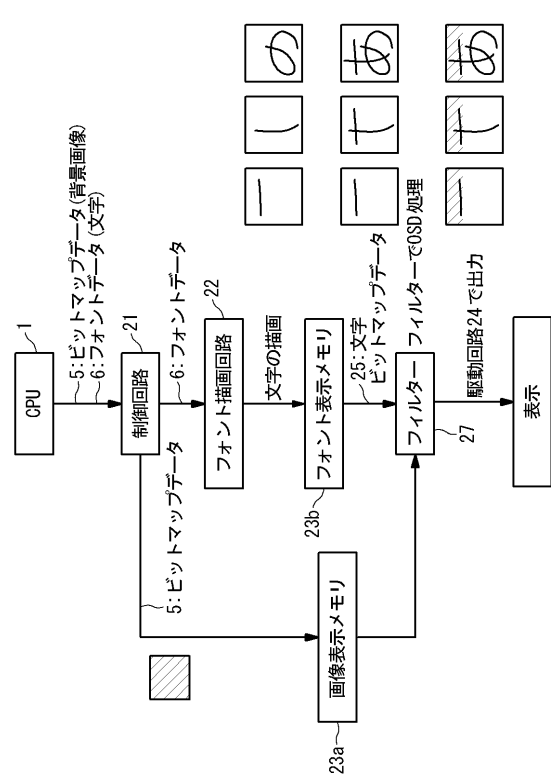 CPU
1
5:ビットマップデータ(背景画像)
6:フォントデータ(文字)
制御回路
21
5:ビットマップデータ
6:フォントデータ
フォント描画回路
22
文字の描画
一
し
の
画像表示メモリ
23a
フォント表示メモリ
23b
一
十
あ
25:文字
ビットマップデータ
フィルター
27
フィルターでOSD処理
一
十
あ
駆動回路24で出力
表示